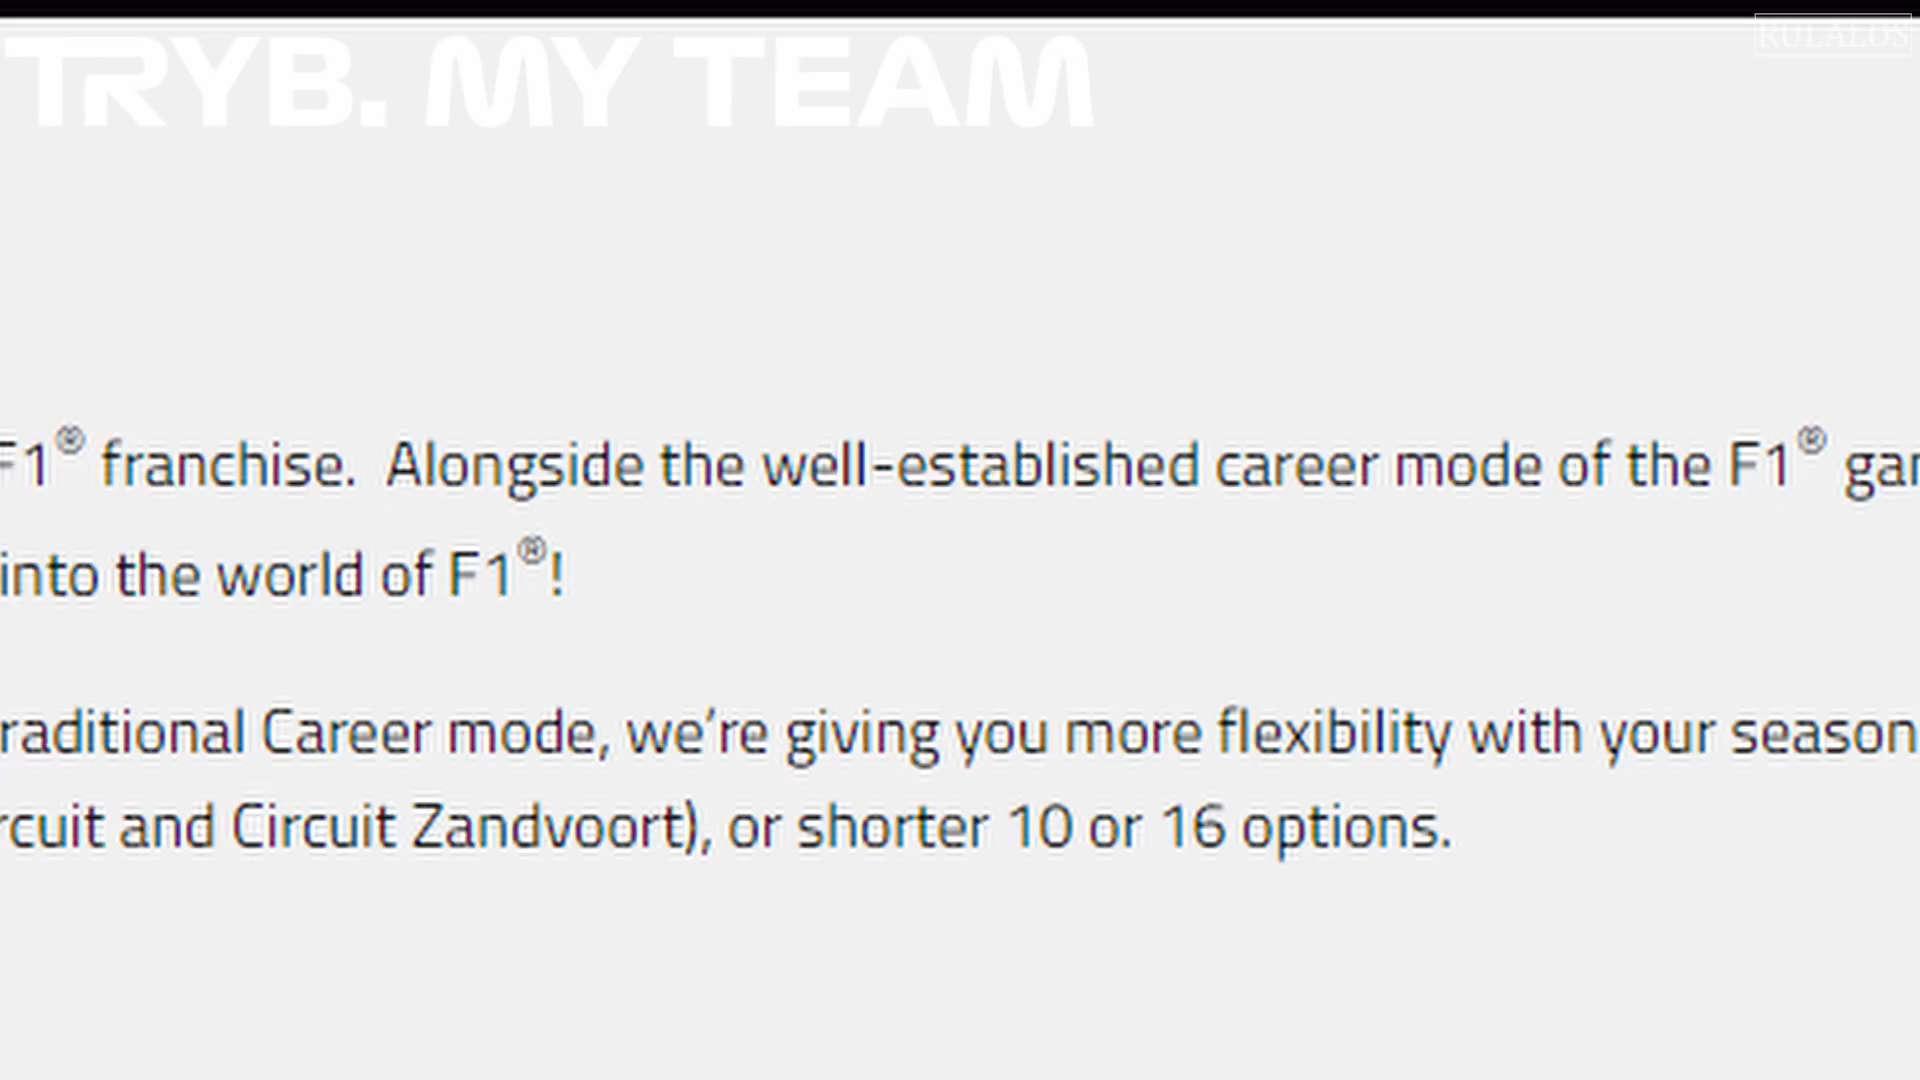 RULALOS
TRYB. MY TEAM
F1® franchise. Alongside the well-established career mode of the F1®
into the world of F1®!
raditional Career mode, we’re giving you more flexibility with your season
rcuit and Circuit Zandvoort), or shorter 10 or 16 options.